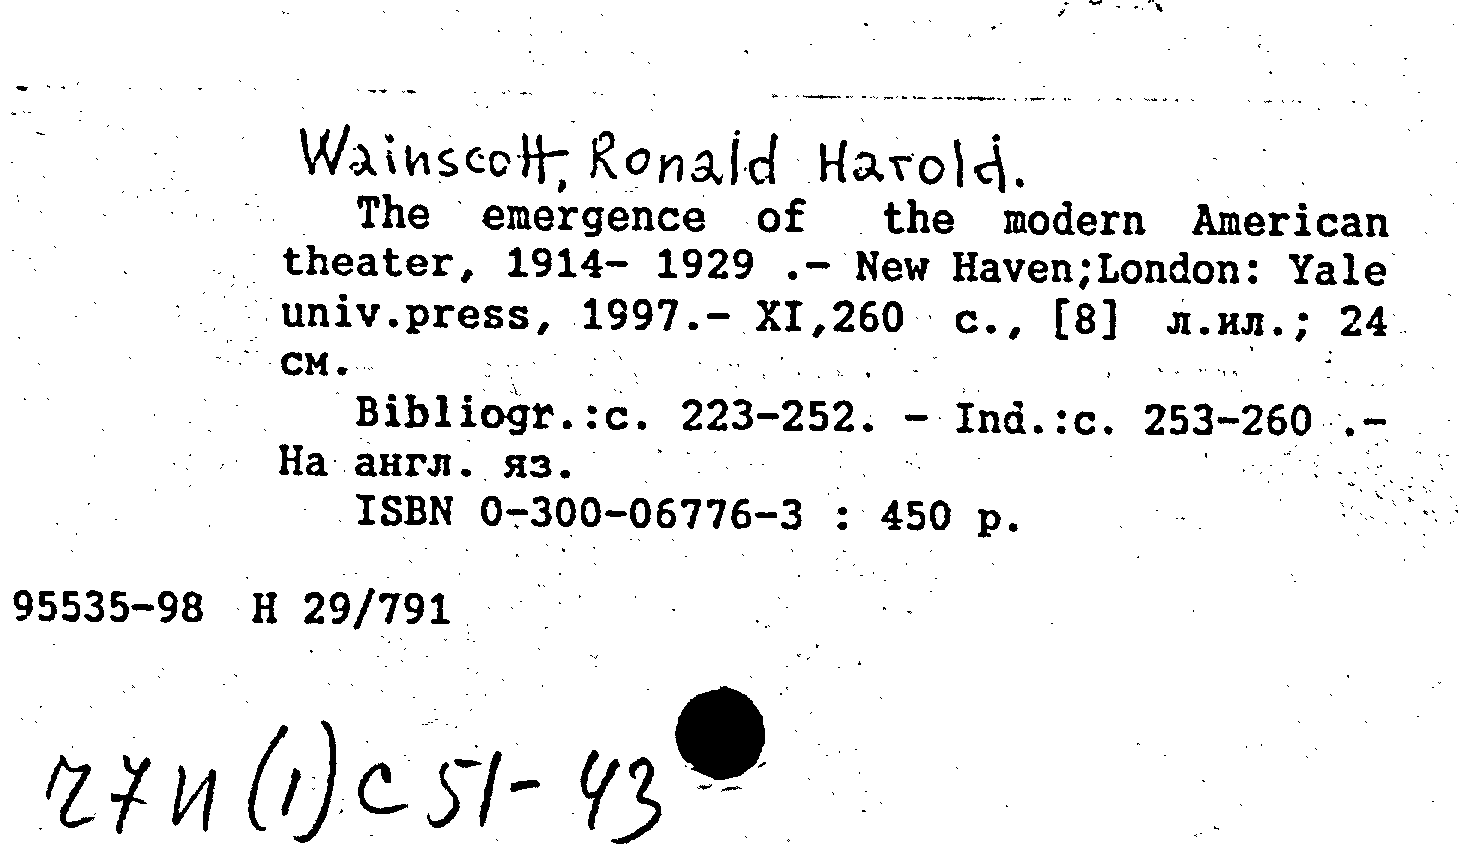 Wainscott, Ronald Harold.
The emergence of the modern American
theater, 1914- 1929 .- New Haven;London: Yale
univ.press, 1997.- XI,260 с., [8] л.ил.; 24
см.
Bibliogr.:с. 223-252. - Ind.:с. 253-260 .-
На англ. яз.
ISBN 0-300-06776-3 : 450 р.
95535-98 Н 29/791
Ч7И(1)с51-43